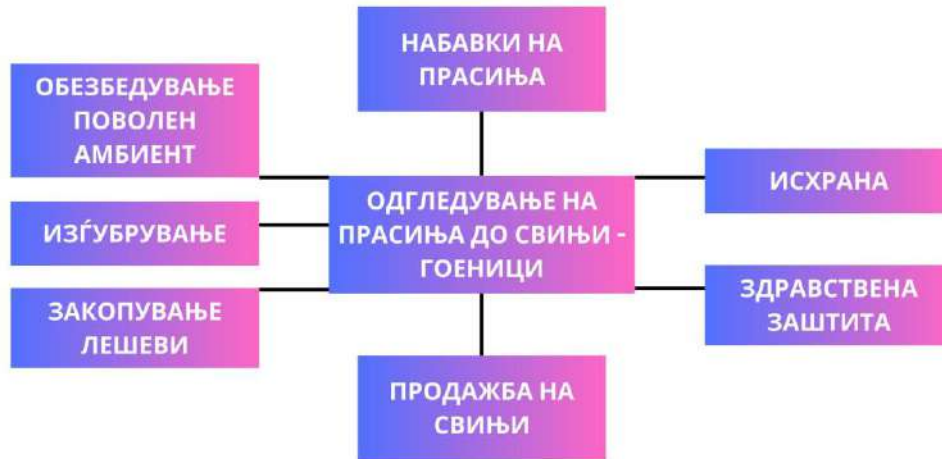 НАБАВКИ НА
ПРАСИЊА
ОБЕЗБЕДУВАЊЕ
ПОВОЛЕН
АМБИЕНТ
ИСХРАНА
ОДГЛЕДУВАЊЕ НА
ПРАСИЊА ДО СВИЊИ -
ГОЕНИЦИ
ИЗЃУБРУВАЊЕ
ЗАКОПУВАЊЕ
ЛЕШЕВИ
ЗДРАВСТВЕНА
ЗАШТИТА
ПРОДАЖБА НА
СВИЊИ